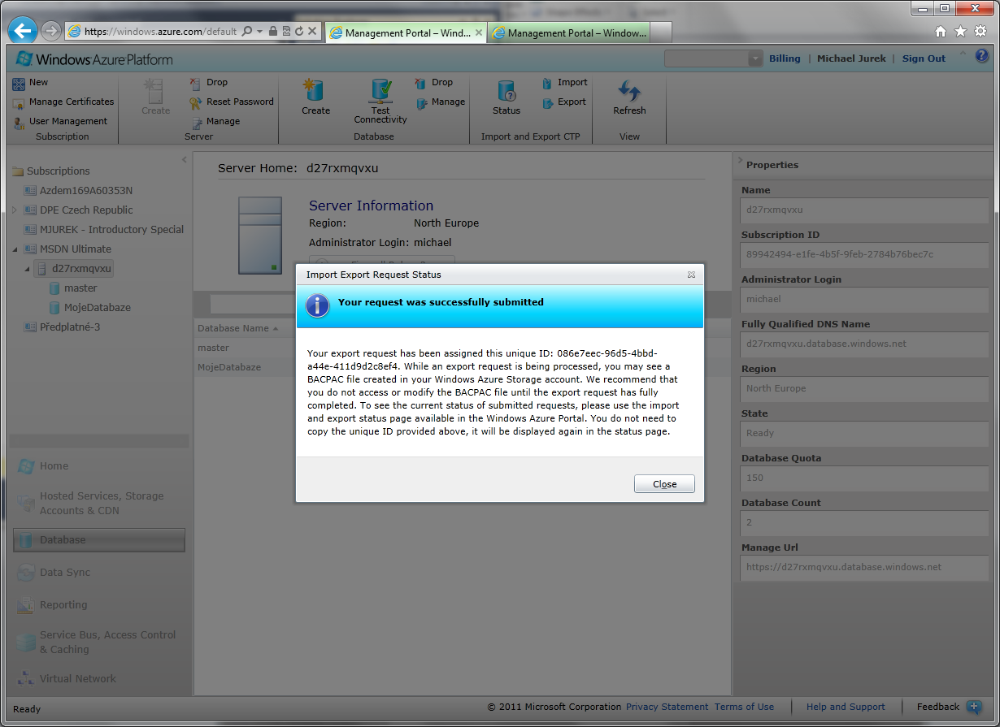 https://windows.azure.com/default
Management Portal – Wind...
Management Portal – Window...
Windows Azure Platform
Billing | Michael Jurek | Sign Out
New
Manage Certificates
User Management
Subscription
Create
Drop
Reset Password
Manage
Server
Create
Test Connectivity
Drop
Manage
Database
Status
Import
Export
Import and Export CTP
Refresh
View
Subscriptions
Azdem169A60353N
DPE Czech Republic
MJUREK - Introductory Special
MSDN Ultimate
d27rxmqvxu
master
MojeDatabaze
Předplatné-3
Home
Hosted Services, Storage
Accounts & CDN
Database
Data Sync
Reporting
Service Bus, Access Control
& Caching
Virtual Network
Server Home: d27rxmqvxu
Server Information
Region: North Europe
Administrator Login: michael
Database Name
master
MojeDatabaze
Import Export Request Status
Your request was successfully submitted
Your export request has been assigned this unique ID: 086e7eec-96d5-4bbd-
a44e-411d9d2c8ef4. While an export request is being processed, you may see a
BACPAC file created in your Windows Azure Storage account. We recommend that
you do not access or modify the BACPAC file until the export request has fully
completed. To see the current status of submitted requests, please use the import
and export status page available in the Windows Azure Portal. You do not need to
copy the unique ID provided above, it will be displayed again in the status page.
Close
Properties
Name
d27rxmqvxu
Subscription ID
89942494-e1fe-4b5f-9feb-2784b76bec7c
Administrator Login
michael
Fully Qualified DNS Name
d27rxmqvxu.database.windows.net
Region
North Europe
State
Ready
Database Quota
150
Database Count
2
Manage Url
https://d27rxmqvxu.database.windows.net
Ready
© 2011 Microsoft Corporation Privacy Statement Terms of Use
Help and Support
Feedback